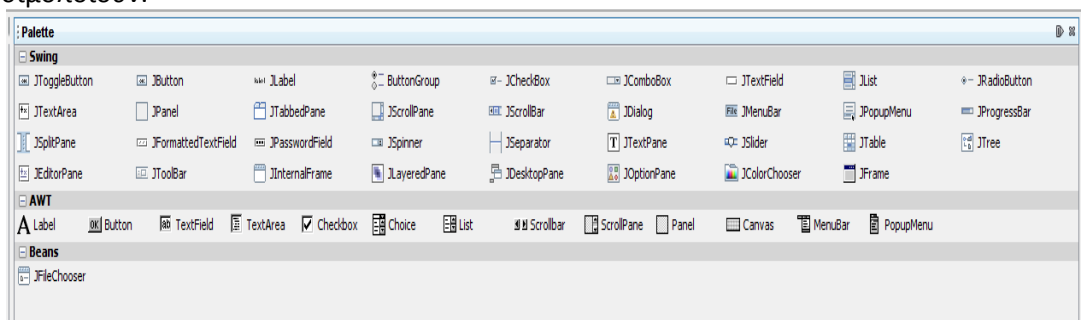 Palette
Swing
JToggleButton JButton JLabel ButtonGroup JCheckBox JComboBox JTextField JList JRadioButton
JTextArea JPanel JTabbedPane JScrollPane JScrollBar JDialog JMenuBar JPopupMenu JProgressBar
JSplitPane JFormattedTextField JPasswordField JSpinner JSeparator JTextPane JSlider JTable JTree
JEditorPane JToolBar JInternalFrame JLayeredPane JDesktopPane JOptionPane JColorChooser JFrame
AWT
Label Button TextField TextArea Checkbox Choice List Scrollbar ScrollPane Panel Canvas MenuBar PopupMenu
Beans
JFileChooser